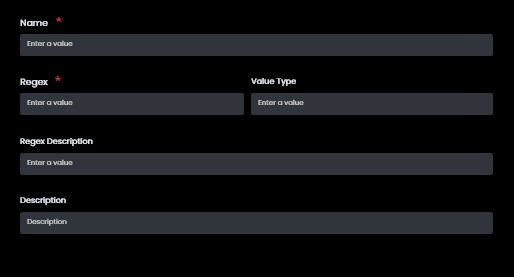 Name *
Enter a value
Regex * Value Type
Enter a value Enter a value
Regex Description
Enter a value
Description
Description